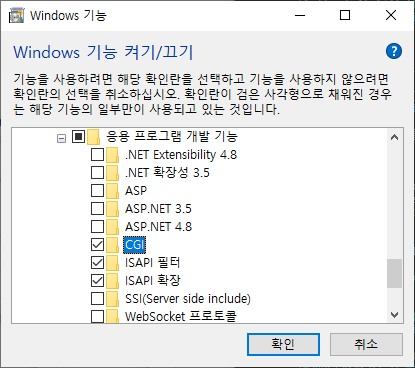 Windows 기능
Windows 기능 켜기/끄기
?
기능을 사용하려면 해당 확인란을 선택하고 기능을 사용하지 않으려면
확인란의 선택을 취소하십시오. 확인란이 검은 사각형으로 채워진 경우
는 해당 기능의 일부만이 사용되고 있는 것입니다.
응용 프로그램 개발 기능
.NET Extensibility 4.8
.NET 확장성 3.5
ASP
ASP.NET 3.5
ASP.NET 4.8
CGI
ISAPI 필터
ISAPI 확장
SSI(Server side include)
WebSocket 프로토콜
확인
취소